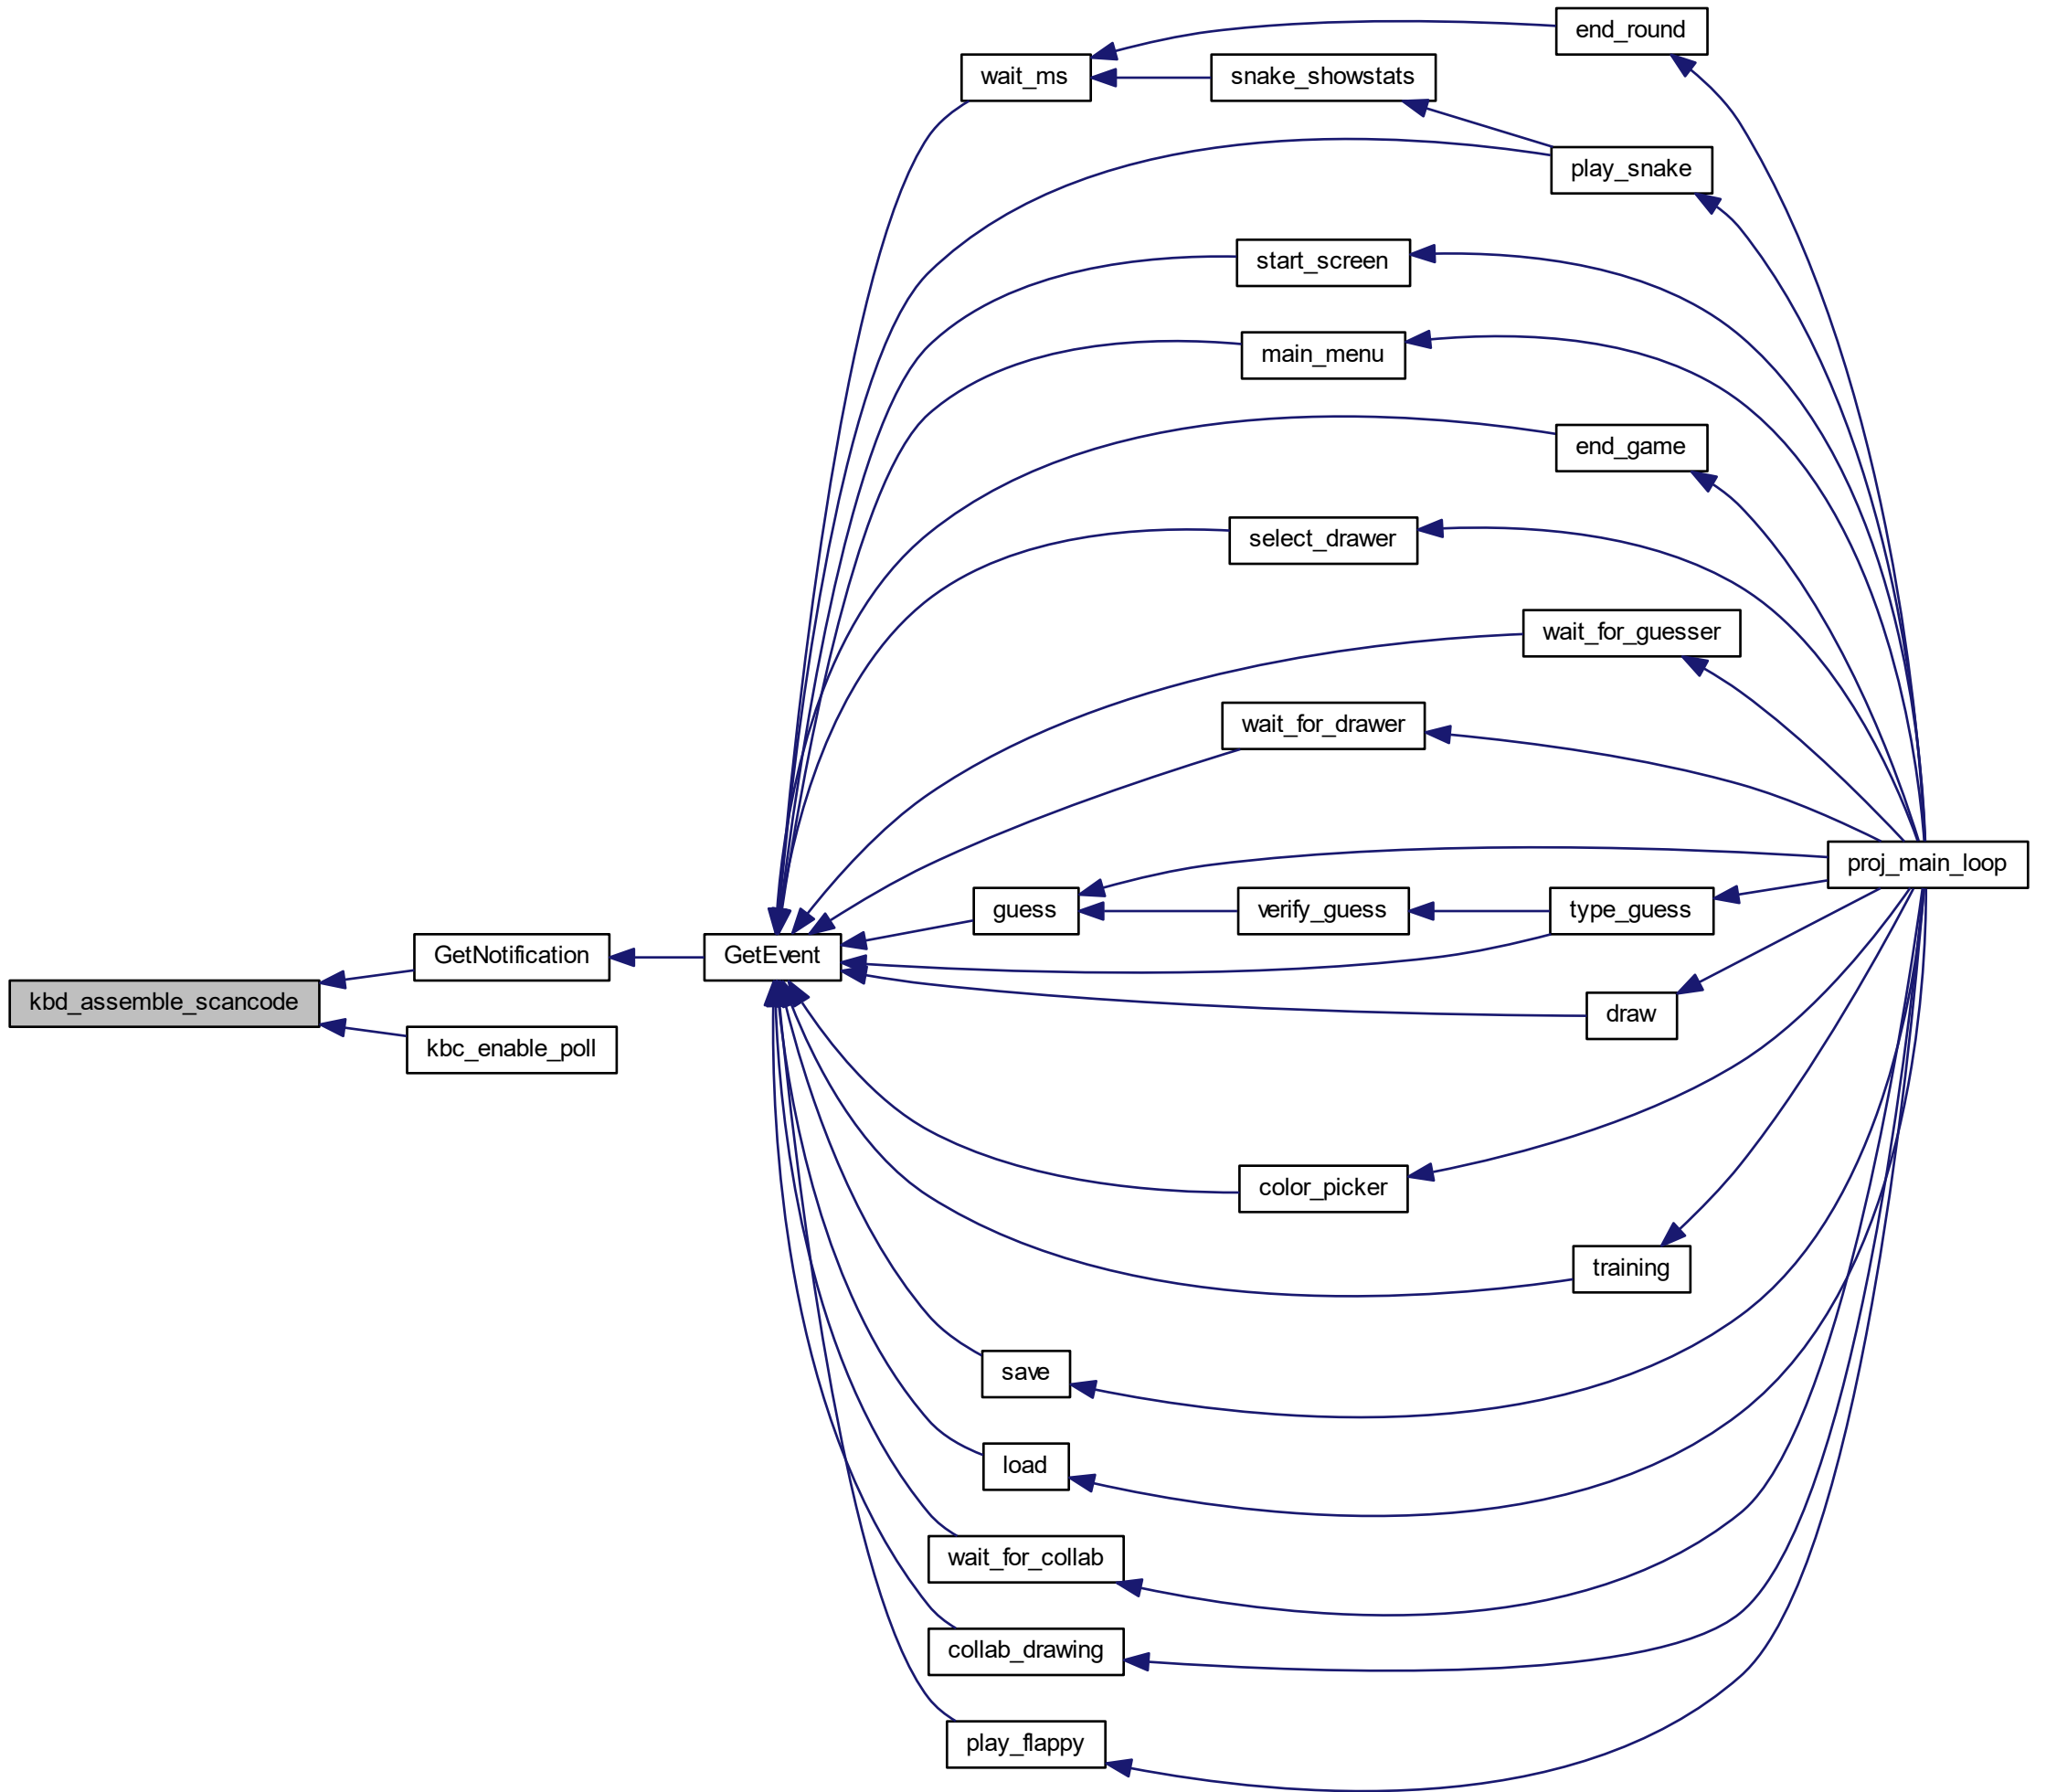 end_round
wait_ms
snake_showstats
play_snake
start_screen
main_menu
end_game
select_drawer
wait_for_guesser
wait_for_drawer
proj_main_loop
guess
verify_guess
type_guess
GetNotification
GetEvent
kbd_assemble_scancode
draw
kbc_enable_poll
color_picker
training
save
load
wait_for_collab
collab_drawing
play_flappy